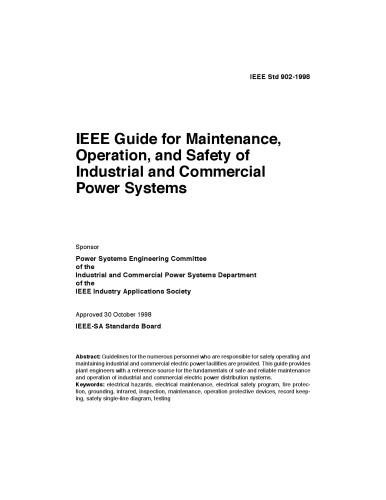 IEEE Std 902-1998
IEEE Guide for Maintenance,
Operation, and Safety of
Industrial and Commercial
Power Systems
Sponsor
Power Systems Engineering Committee
of the
Industrial and Commercial Power Systems Department
of the
IEEE Industry Applications Society
Approved 30 October 1998
IEEE-SA Standards Board
Abstract: Guidelines for the numerous personnel who are responsible for safely operating and
maintaining industrial and commercial electric power facilities are provided. This guide provides
plant engineers with a reference source for the fundamentals of safe and reliable maintenance
and operation of industrial and commercial electric power distribution systems.
Keywords: electrical hazards, electrical maintenance, electrical safety program, fire protec-
tion, grounding, infrared, inspection, maintenance, operation protective devices, record keep-
ing, safety single-line diagram, testing